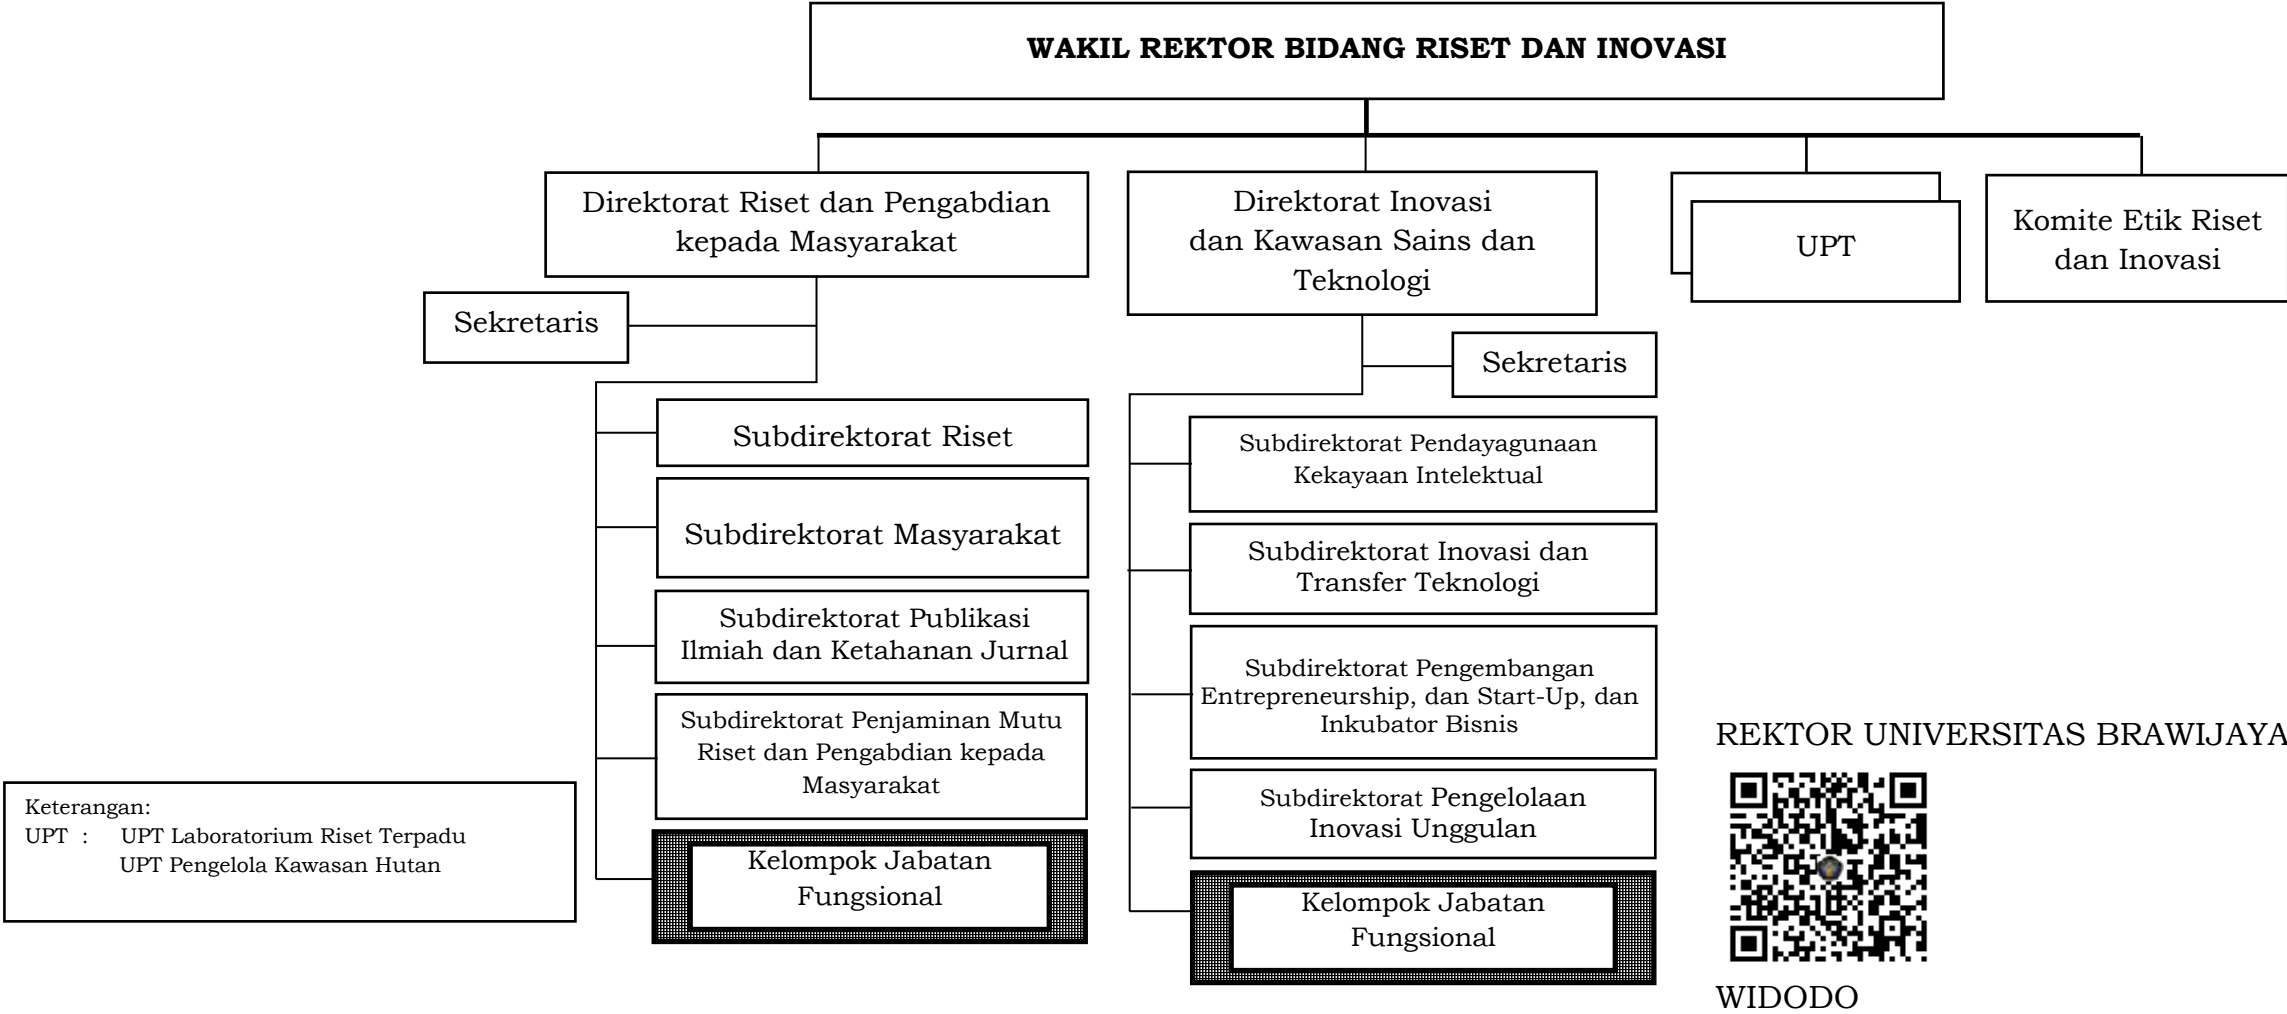 WAKIL REKTOR BIDANG RISET DAN INOVASI
Direktorat Riset dan Pengabdian
kepada Masyarakat
Direktorat Inovasi
dan Kawasan Sains dan
Teknologi
UPT
Komite Etik Riset
dan Inovasi
Sekretaris
Sekretaris
Subdirektorat Riset
Subdirektorat Masyarakat
Subdirektorat Publikasi
Ilmiah dan Ketahanan Jurnal
Subdirektorat Penjaminan Mutu
Riset dan Pengabdian kepada
Masyarakat
Kelompok Jabatan
Fungsional
Subdirektorat Pendayagunaan
Kekayaan Intelektual
Subdirektorat Inovasi dan
Transfer Teknologi
Subdirektorat Pengembangan
Entrepreneurship, dan Start-Up, dan
Inkubator Bisnis
Subdirektorat Pengelolaan
Inovasi Unggulan
Kelompok Jabatan
Fungsional
Keterangan:
UPT : UPT Laboratorium Riset Terpadu
UPT Pengelola Kawasan Hutan
REKTOR UNIVERSITAS BRAWIJAYA
WIDODO